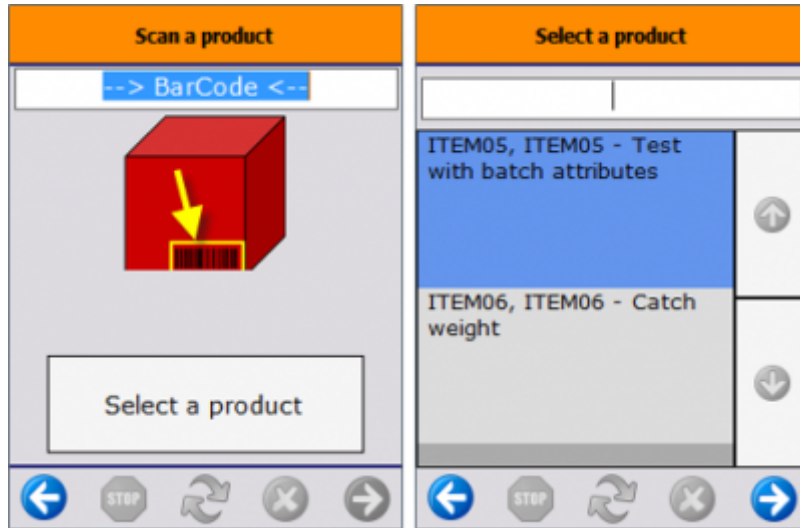 Scan a product
--> BarCode <--
Select a product
STOP
Select a product
ITEM05, ITEM05 - Test
with batch attributes
ITEM06, ITEM06 - Catch
weight
STOP